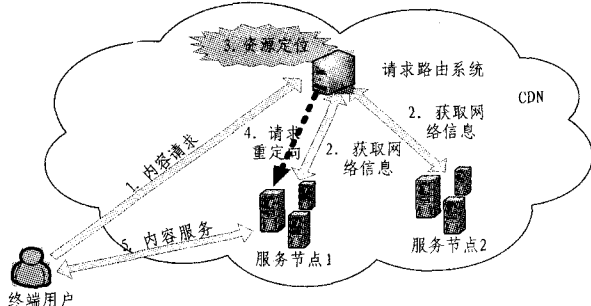 3. 资源定位
请求路由系统
CDN
2. 获取网
络信息
4. 请求
重定向
2. 获取网
络信息
1. 内容请求
5. 内容服务
服务节点1
服务节点2
终端用户